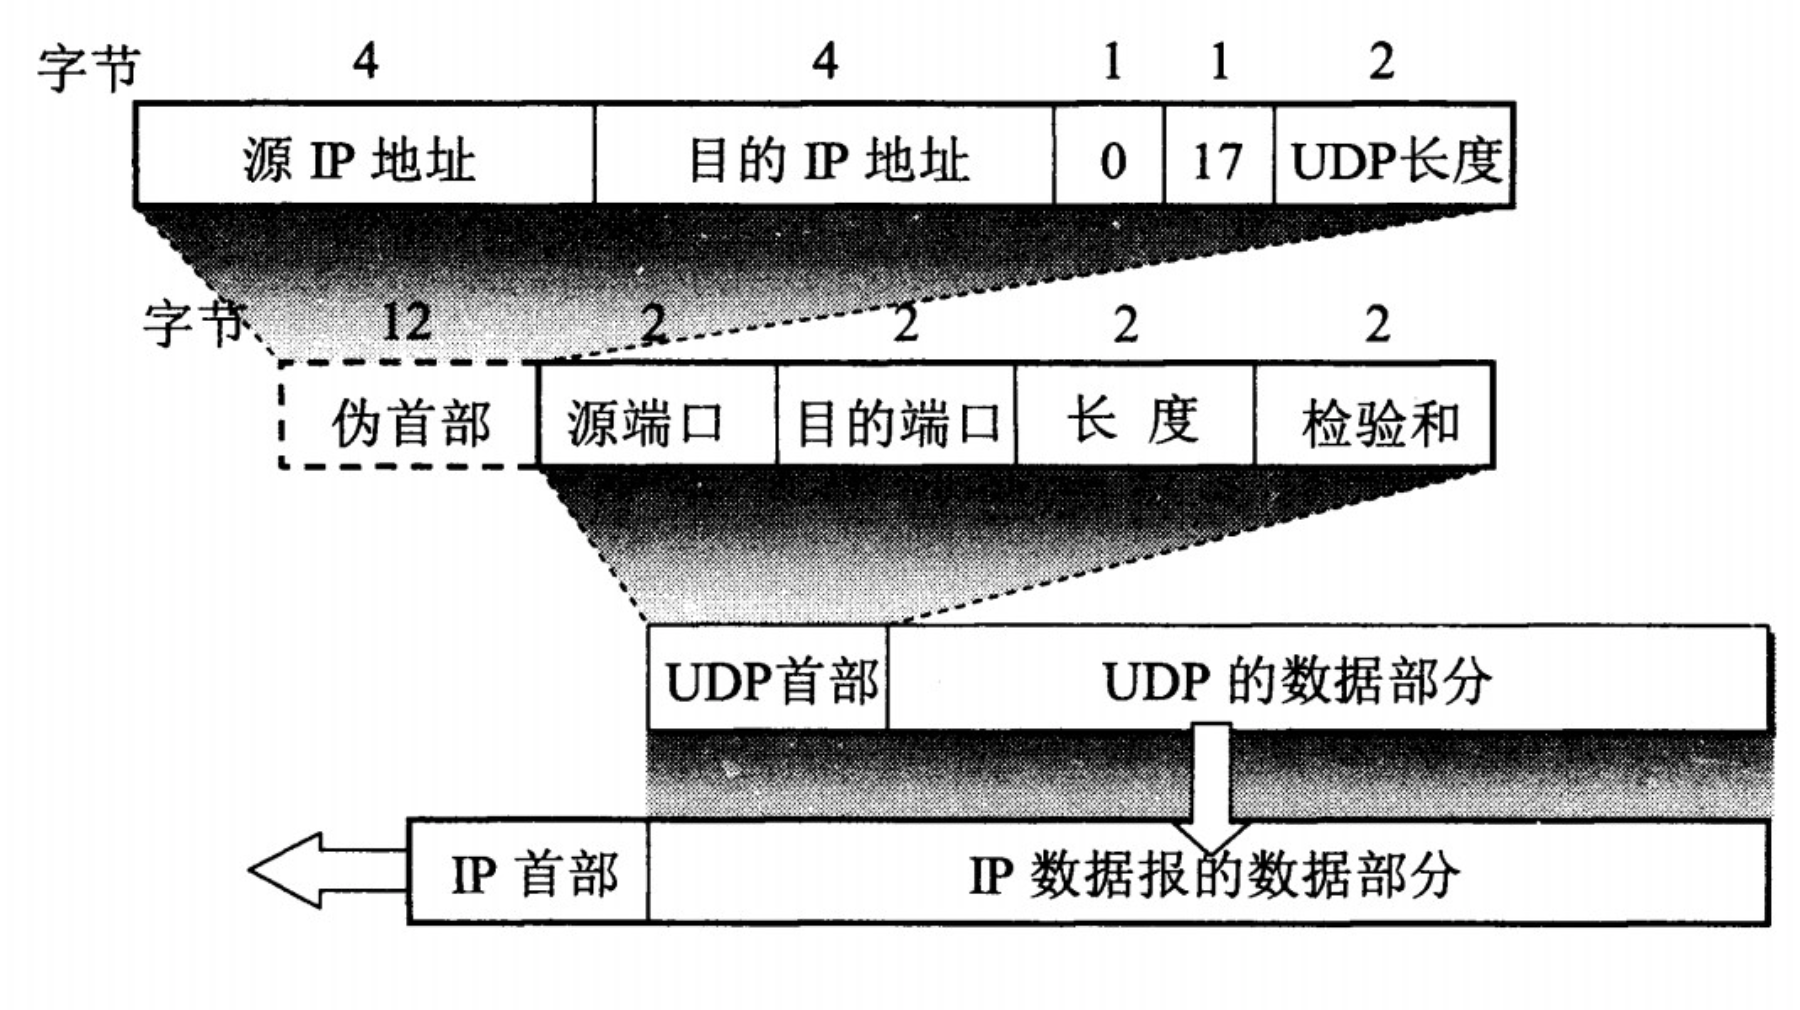 字节 4 4 1 1 2
源 IP 地址 目的 IP 地址 0 17 UDP长度
字节 12 2 2 2 2
伪首部 源端口 目的端口 长 度 检验和
UDP首部 UDP 的数据部分
IP 首部 IP 数据报的数据部分